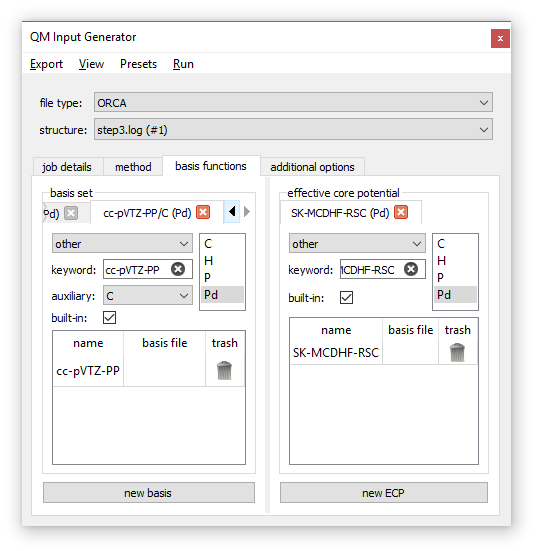 QM Input Generator
x
Export View Presets Run
file type: ORCA
structure: step3.log (#1)
job details method basis functions additional options
basis set
Pd) cc-pVTZ-PP/C (Pd)
other
keyword: cc-pVTZ-PP
auxiliary: C
built-in:
C
H
P
Pd
name basis file trash
cc-pVTZ-PP
new basis
effective core potential
SK-MCDHF-RSC (Pd)
other
keyword: MCDHF-RSC
built-in:
C
H
P
Pd
name basis file trash
SK-MCDHF-RSC
new ECP